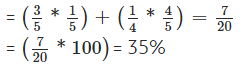 = (3/5 * 1/5) + (1/4 * 4/5) = 7/20
= (7/20 * 100) = 35%